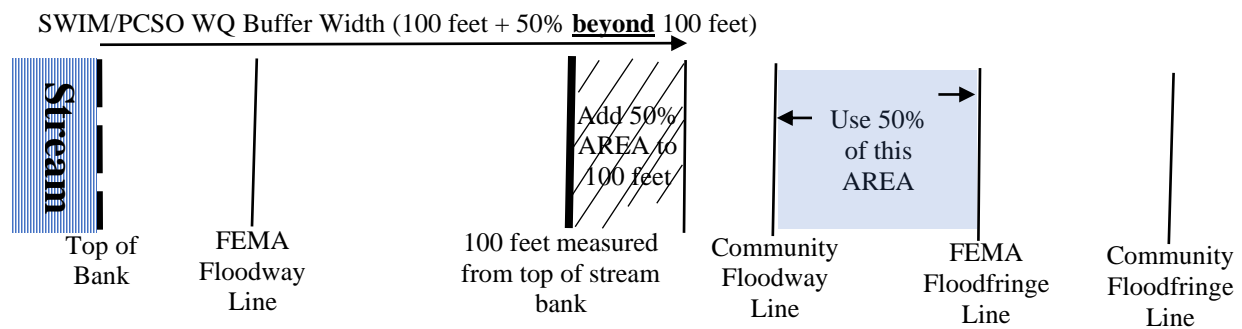 SWIM/PCSO WQ Buffer Width (100 feet + 50% beyond 100 feet)
Stream
Add 50%
AREA to
100 feet
Use 50%
of this
AREA
Top of
Bank
FEMA
Floodway
Line
100 feet measured
from top of stream
bank
Community
Floodway
Line
FEMA
Floodfringe
Line
Community
Floodfringe
Line